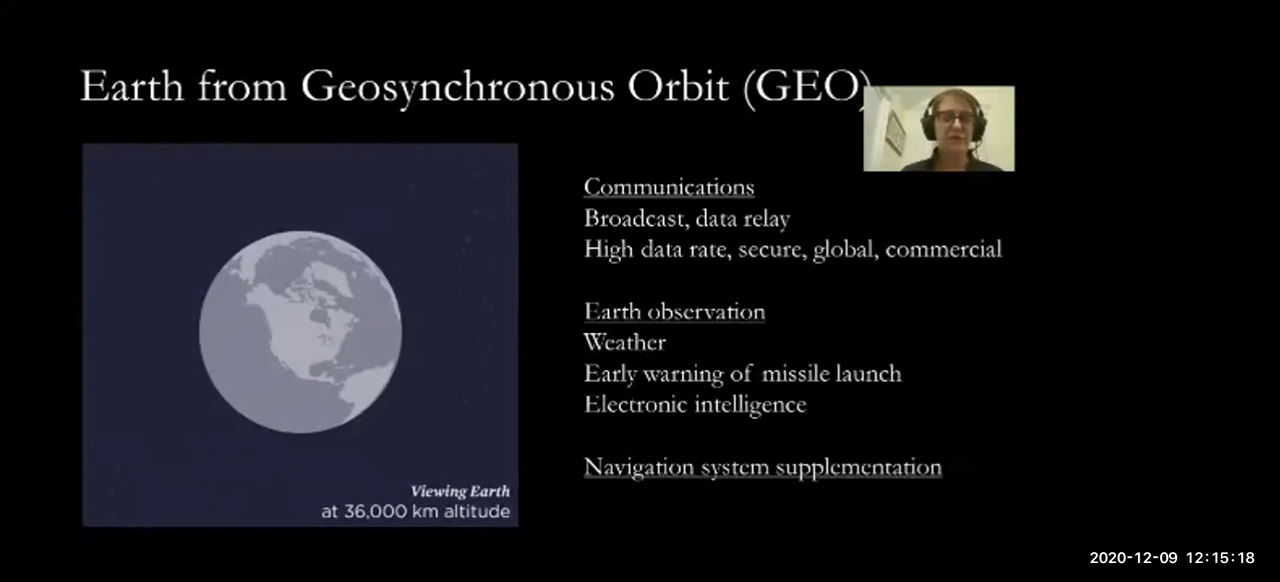 Earth from Geosynchronous Orbit (GEO)
Communications
Broadcast, data relay
High data rate, secure, global, commercial
Earth observation
Weather
Early warning of missile launch
Electronic intelligence
Navigation system supplementation
Viewing Earth
at 36,000 km altitude
2020-12-09 12:15:18